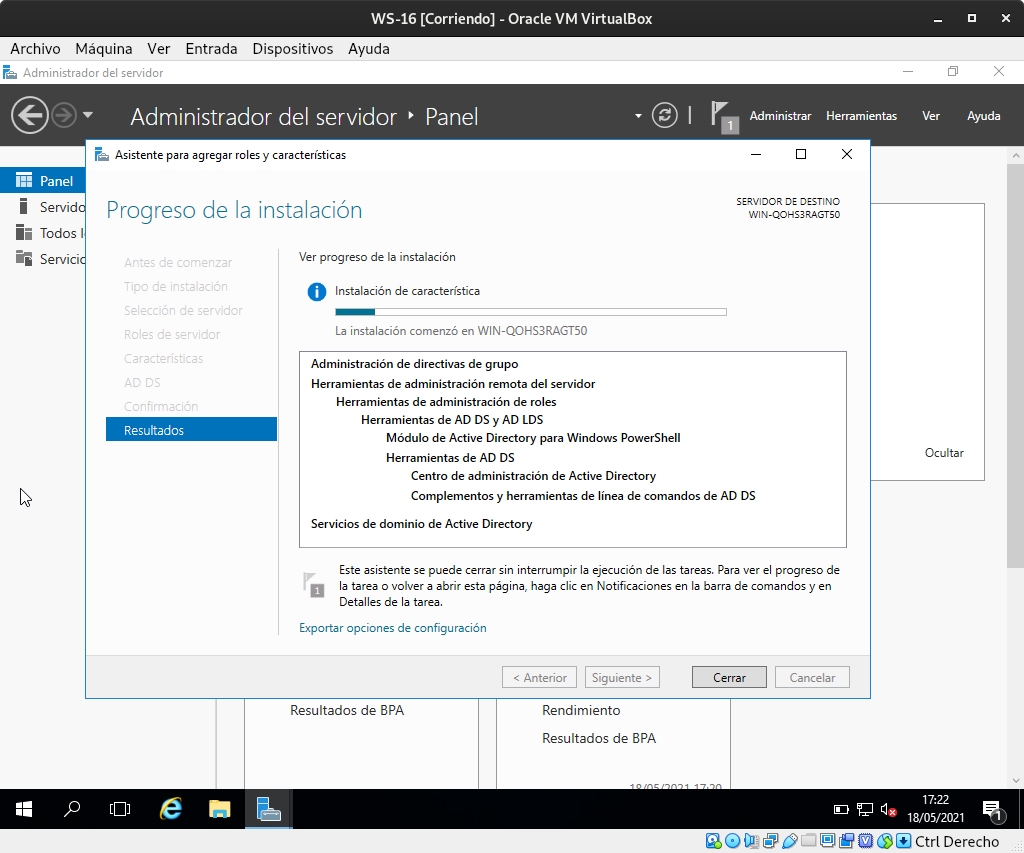 WS-16 [Corriendo] - Oracle VM VirtualBox
Archivo Máquina Ver Entrada Dispositivos Ayuda
Administrador del servidor
Administrador del servidor Panel
1 Administrar Herramientas Ver Ayuda
Asistente para agregar roles y características
Panel
Servido
Todos l
Servicio
Progreso de la instalación
SERVIDOR DE DESTINO
WIN-QOHS3RAGT50
Antes de comenzar
Tipo de instalación
Selección de servidor
Roles de servidor
Características
AD DS
Confirmación
Resultados
Ver progreso de la instalación
Instalación de característica
La instalación comenzó en WIN-QOHS3RAGT50
Administración de directivas de grupo
Herramientas de administración remota del servidor
Herramientas de administración de roles
Herramientas de AD DS y AD LDS
Módulo de Active Directory para Windows PowerShell
Herramientas de AD DS
Centro de administración de Active Directory
Complementos y herramientas de línea de comandos de AD DS
Servicios de dominio de Active Directory
1
Este asistente se puede cerrar sin interrumpir la ejecución de las tareas. Para ver el progreso de
la tarea o volver a abrir esta página, haga clic en Notificaciones en la barra de comandos y en
Detalles de la tarea.
Exportar opciones de configuración
< Anterior Siguiente > Cerrar Cancelar
Ocultar
Resultados de BPA
Rendimiento
Resultados de BPA
18/05/2021 17:20
17:22
18/05/2021
1
Ctrl Derecho